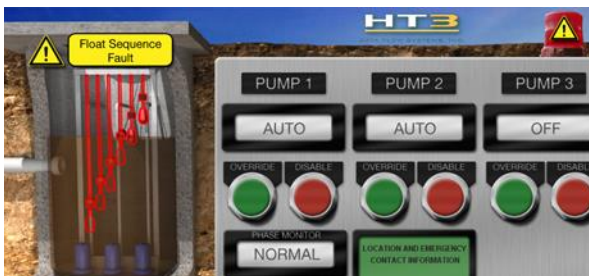 HT3
Float Sequence
Fault
PUMP 1
PUMP 2
PUMP 3
AUTO
AUTO
OFF
OVERRIDE
DISABLE
OVERRIDE
DISABLE
OVERRIDE
DISABL
PHASE MONITOR
NORMAL
LOCATION AND EMERGENCY
CONTACT INFORMATION